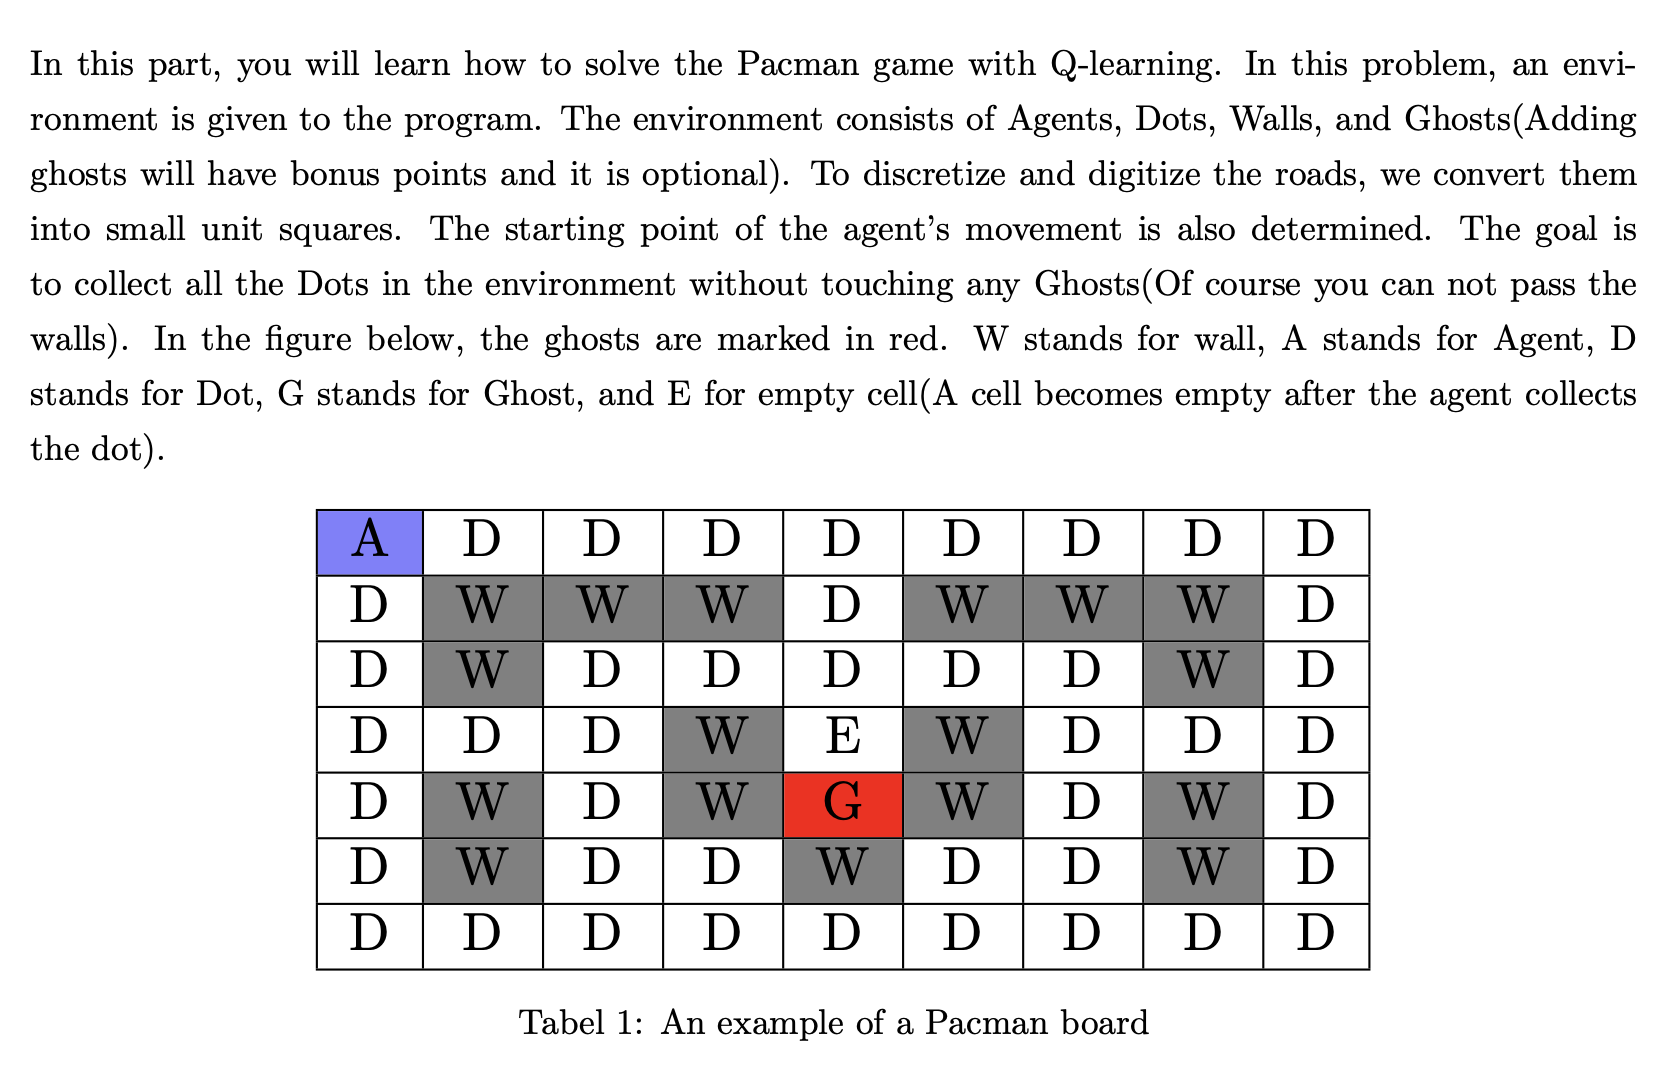 In this part, you will learn how to solve the Pacman game with Q-learning. In this problem, an envi-
ronment is given to the program. The environment consists of Agents, Dots, Walls, and Ghosts(Adding
ghosts will have bonus points and it is optional). To discretize and digitize the roads, we convert them
into small unit squares. The starting point of the agent's movement is also determined. The goal is
to collect all the Dots in the environment without touching any Ghosts(Of course you can not pass the
walls). In the figure below, the ghosts are marked in red. W stands for wall, A stands for Agent, D
stands for Dot, G stands for Ghost, and E for empty cell(A cell becomes empty after the agent collects
the dot).
A D D D D D D D D
D W W W D W W W D
D W D D D D D W D
D D D W E W D D D
D W D W G W D W D
D W D D W D D W D
D D D D D D D D D
Tabel 1: An example of a Pacman board